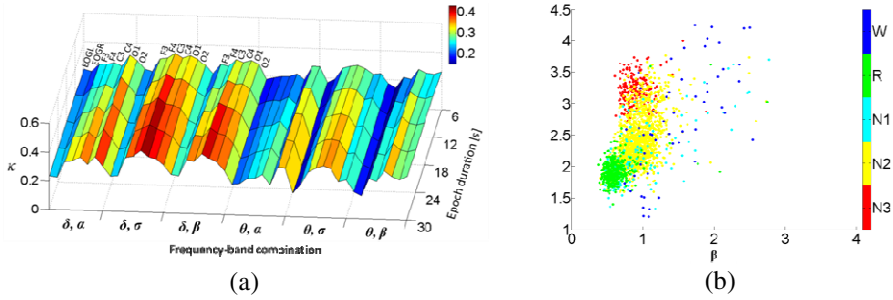 (a)
0.4
0.3
0.2
EOGL
EOGR
F3
F4
C3
C4
O1
O2
F3
F4
C3
C4
O1
O2
F3
F4
C3
C4
O1
O2
0.6
0.4
0.2
0
κ
δ, α
δ, σ
δ, β
θ, α
θ, σ
θ, β
Frequency-band combination
6
12
18
24
30
Epoch duration [s]
(a)
(b)
4.5
4
3.5
3
2.5
2
1.5
1
0
1
2
3
4
β
W
R
N1
N2
N3
(b)